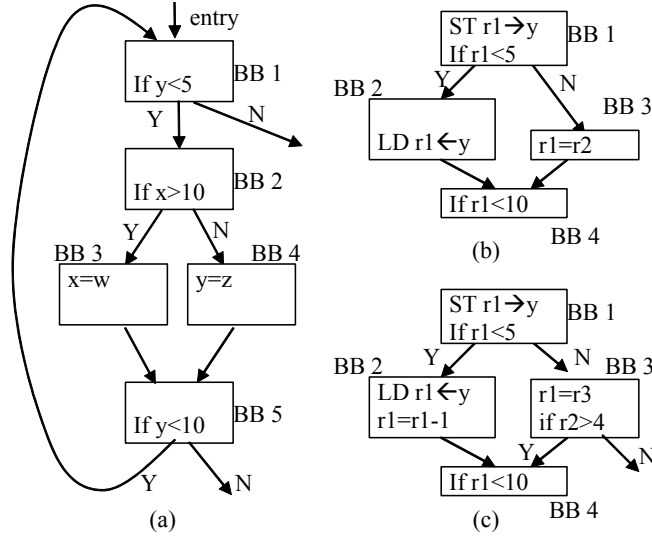 entry
If y<5
BB 1
Y
N
If x>10
BB 2
Y
N
BB 3
BB 4
x=w
y=z
If y<10
BB 5
Y
N
(a)
ST r1→y
If r1<5
BB 1
Y
N
BB 2
BB 3
LD r1←y
r1=r2
If r1<10
BB 4
(b)
ST r1→y
If r1<5
BB 1
Y
N
BB 2
BB 3
LD r1←y
r1=r1-1
r1=r3
if r2>4
Y
N
If r1<10
BB 4
(c)